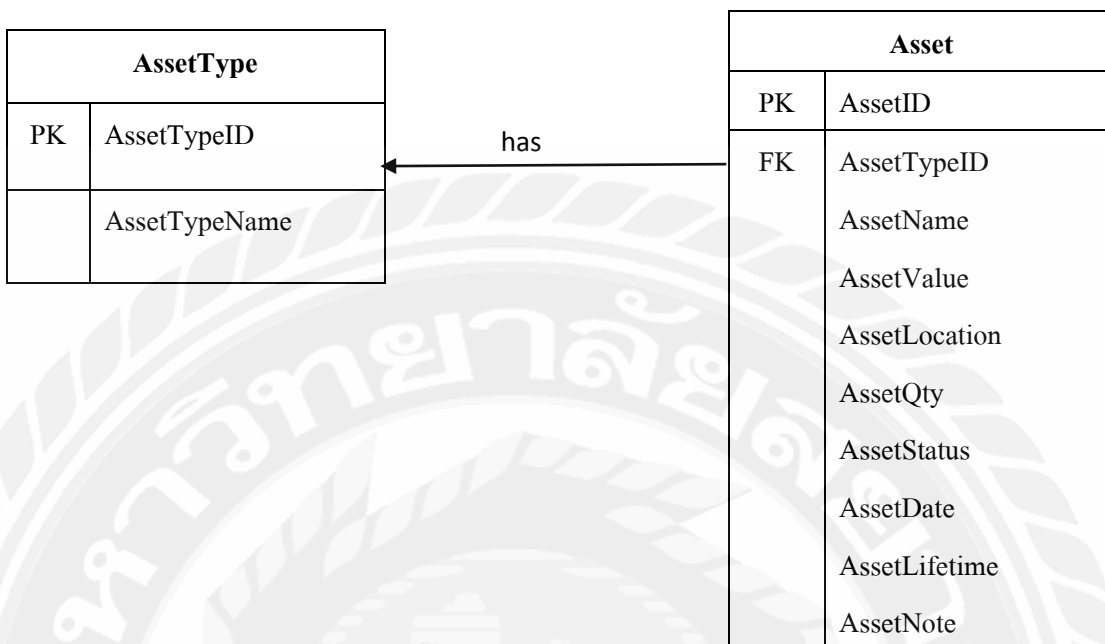 AssetType
PK AssetTypeID
AssetTypeName
has
Asset
PK AssetID
FK AssetTypeID
AssetName
AssetValue
AssetLocation
AssetQty
AssetStatus
AssetDate
AssetLifetime
AssetNote